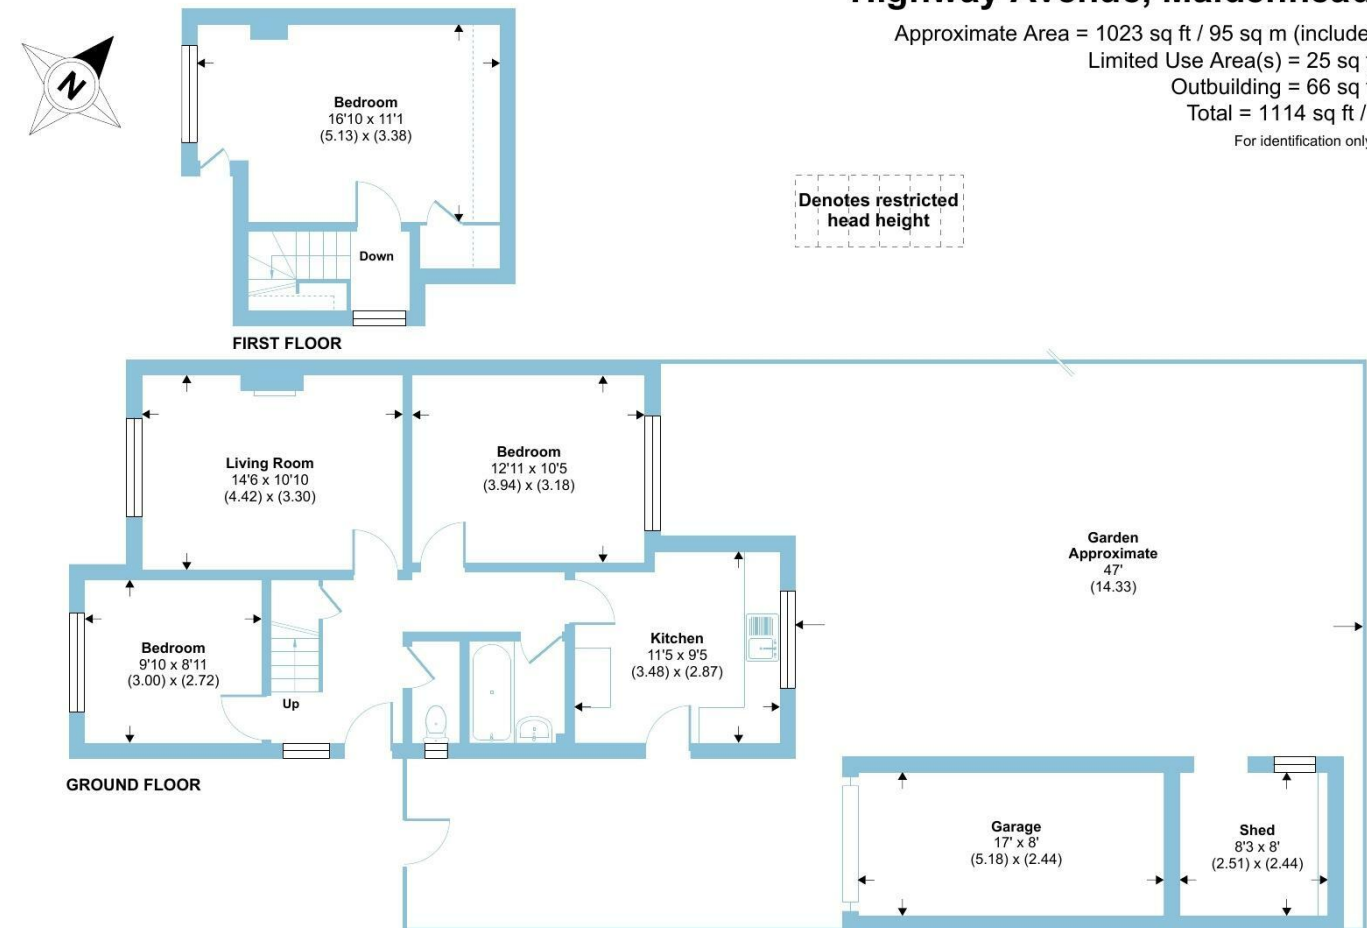 Highway Avenue, Maidenhead
Approximate Area = 1023 sq ft / 95 sq m (include
Limited Use Area(s) = 25 sq
Outbuilding = 66 sq
Total = 1114 sq ft /
For identification only
N
Bedroom
16'10 x 11'1
(5.13) x (3.38)
Denotes restricted
head height
Down
FIRST FLOOR
Living Room
14'6 x 10'10
(4.42) x (3.30)
Bedroom
12'11 x 10'5
(3.94) x (3.18)
Garden
Approximate
47'
(14.33)
Bedroom
9'10 x 8'11
(3.00) x (2.72)
Kitchen
11'5 x 9'5
(3.48) x (2.87)
Up
GROUND FLOOR
Garage
17' x 8'
(5.18) x (2.44)
Shed
8'3 x 8'
(2.51) x (2.44)